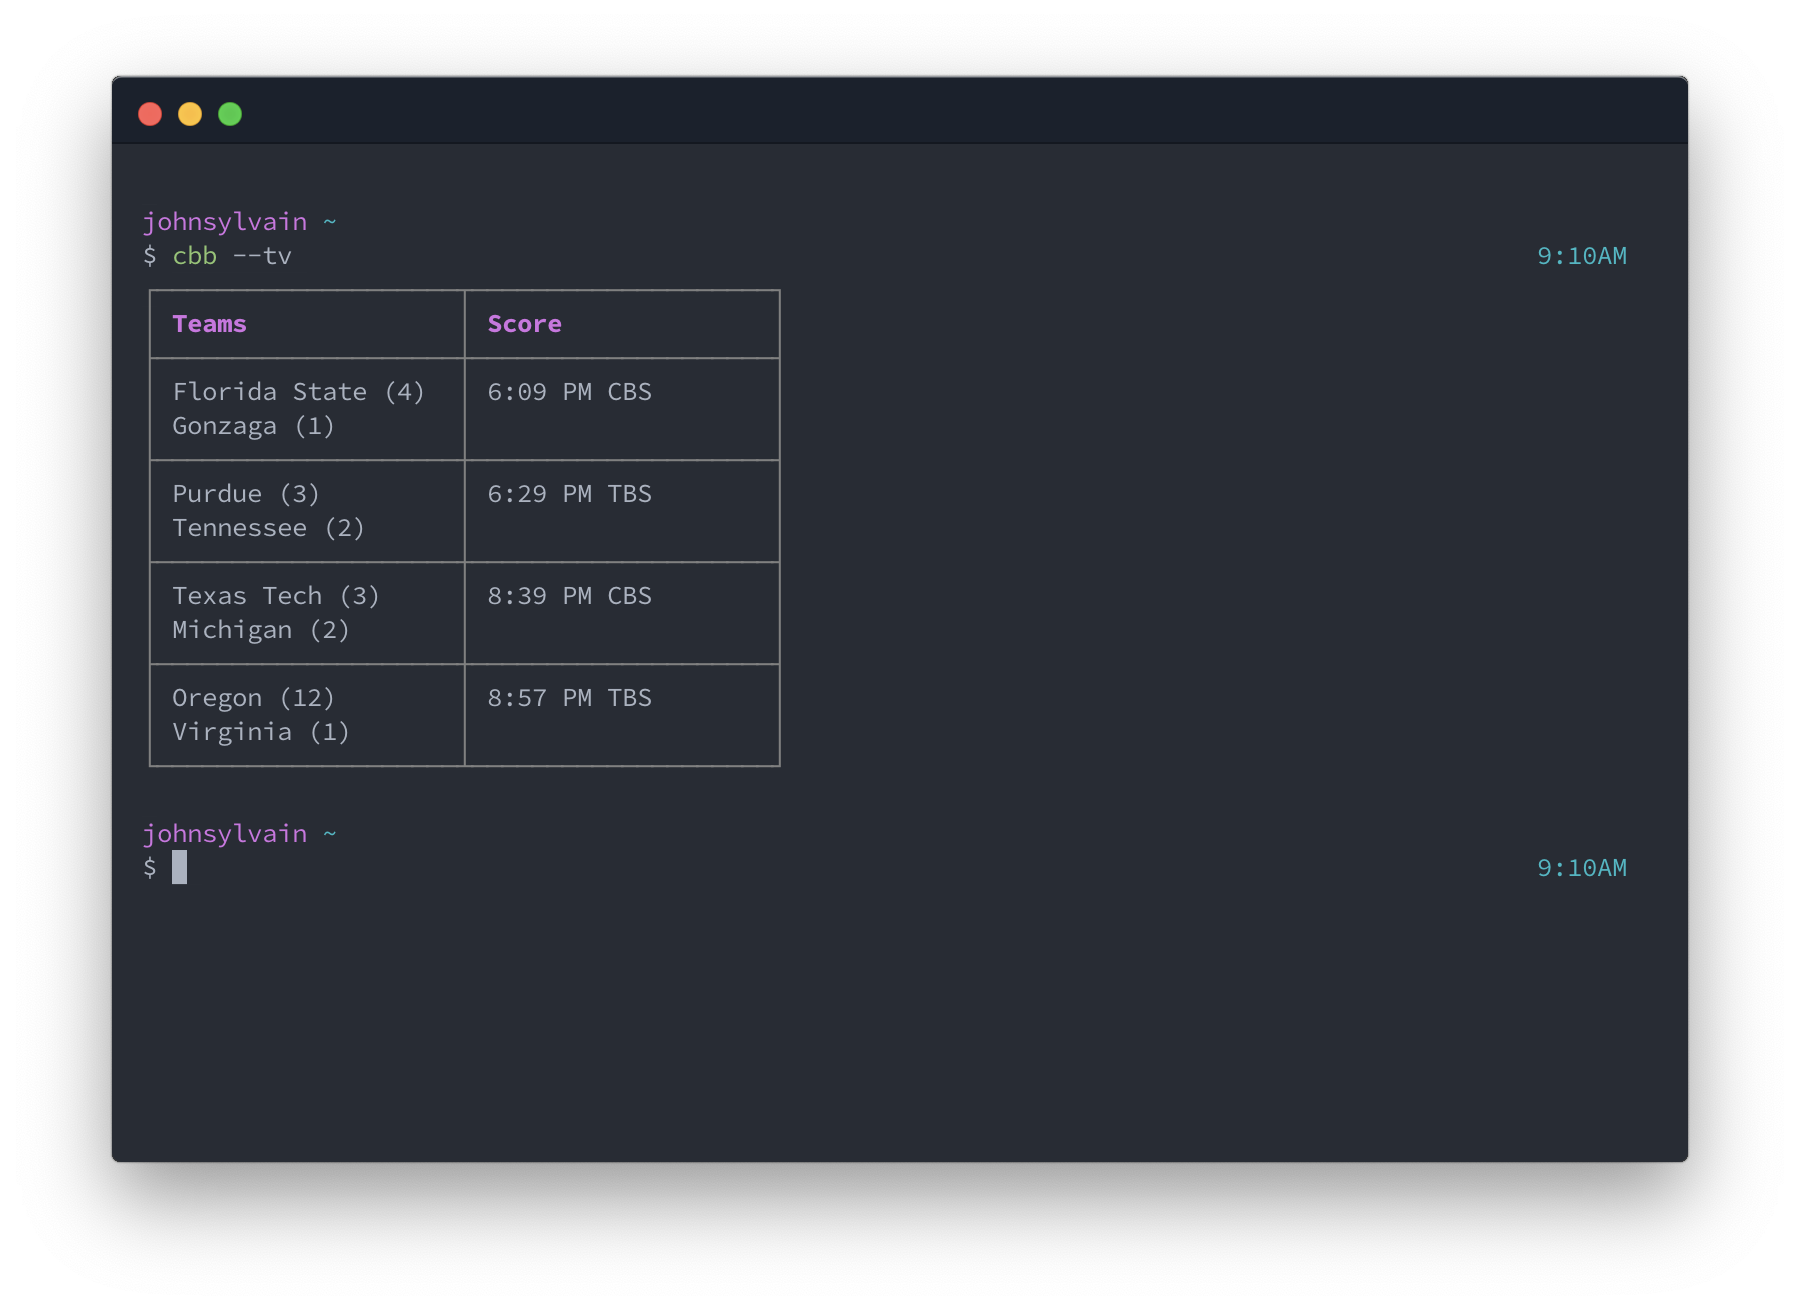 johnsylvain ~
$ cbb --tv 9:10AM
Teams Score
Florida State (4) 6:09 PM CBS
Gonzaga (1)
Purdue (3) 6:29 PM TBS
Tennessee (2)
Texas Tech (3) 8:39 PM CBS
Michigan (2)
Oregon (12) 8:57 PM TBS
Virginia (1)
johnsylvain ~
$ 9:10AM